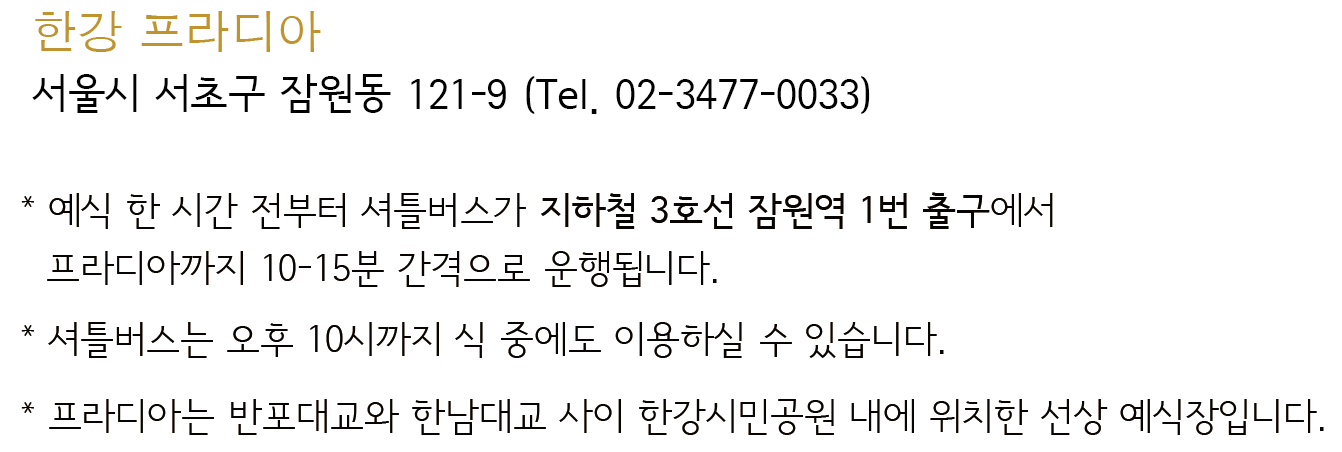 한강 프라디아
서울시 서초구 잠원동 121-9 (Tel. 02-3477-0033)
* 예식 한 시간 전부터 셔틀버스가 지하철 3호선 잠원역 1번 출구에서
프라디아까지 10-15분 간격으로 운행됩니다.
* 셔틀버스는 오후 10시까지 식 중에도 이용하실 수 있습니다.
* 프라디아는 반포대교와 한남대교 사이 한강시민공원 내에 위치한 선상 예식장입니다.